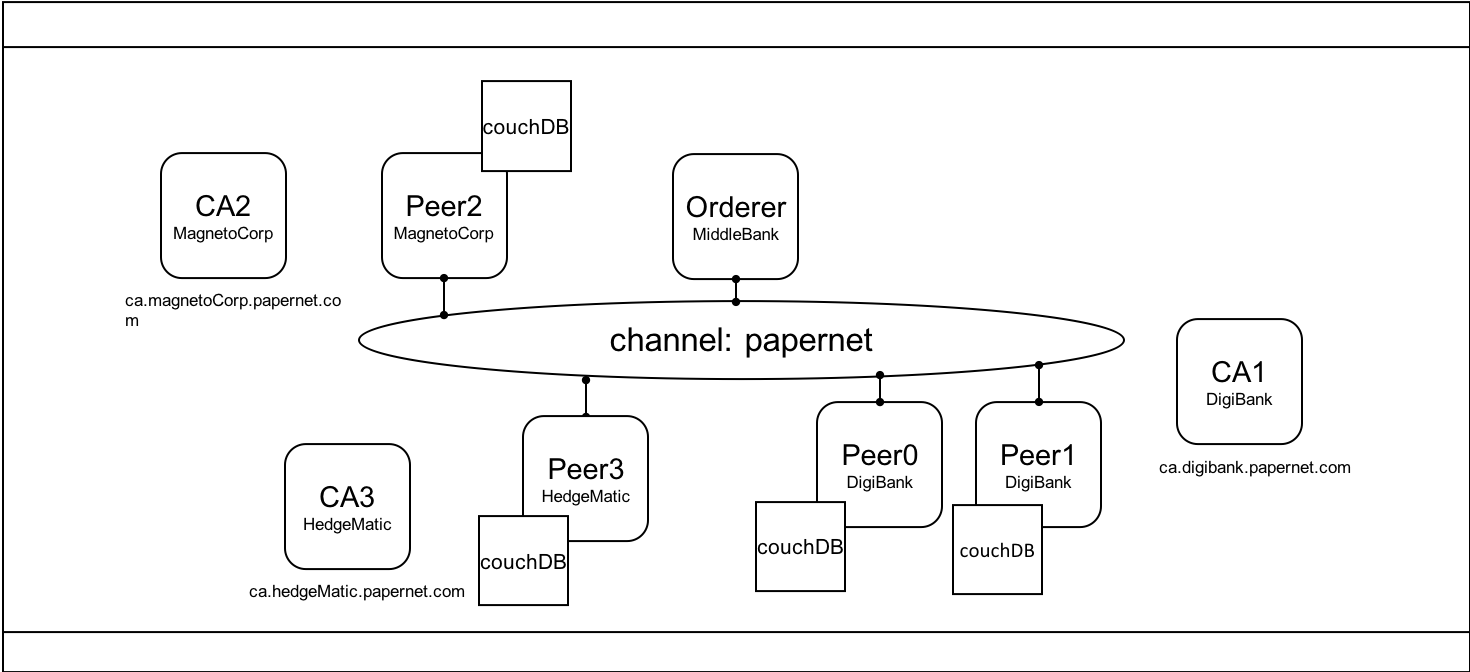 couchDB
CA2
MagnetoCorp
Peer2
MagnetoCorp
Orderer
MiddleBank
ca.magnetoCorp.papernet.co
m
channel: papernet
CA1
DigiBank
ca.digibank.papernet.com
Peer3
HedgeMatic
couchDB
Peer0
DigiBank
couchDB
Peer1
DigiBank
couchDB
CA3
HedgeMatic
ca.hedgeMatic.papernet.com